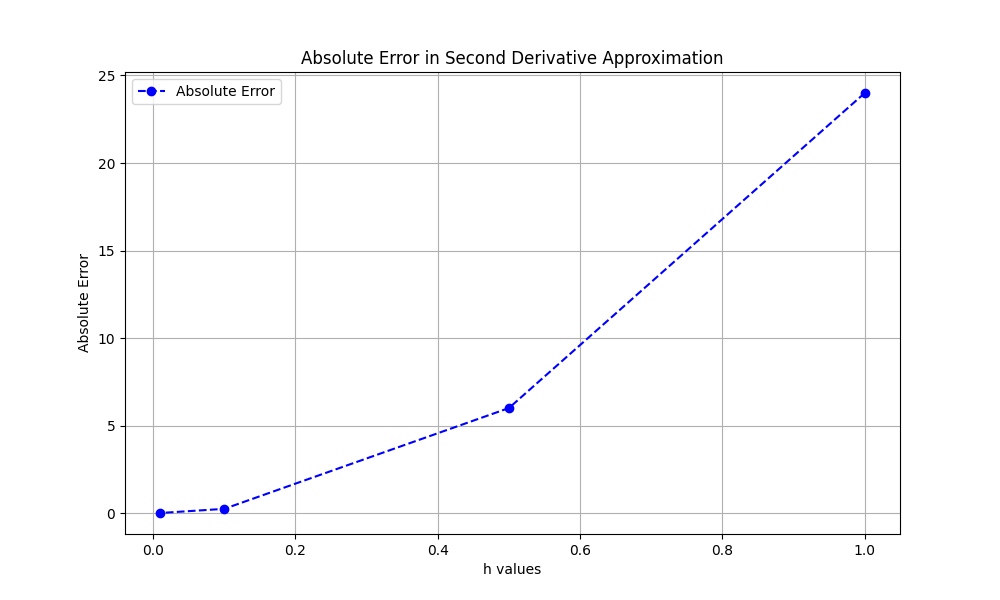 Absolute Error in Second Derivative Approximation
Absolute Error
25
20
15
10
5
0
Absolute Error
0.0 0.2 0.4 0.6 0.8 1.0
h values